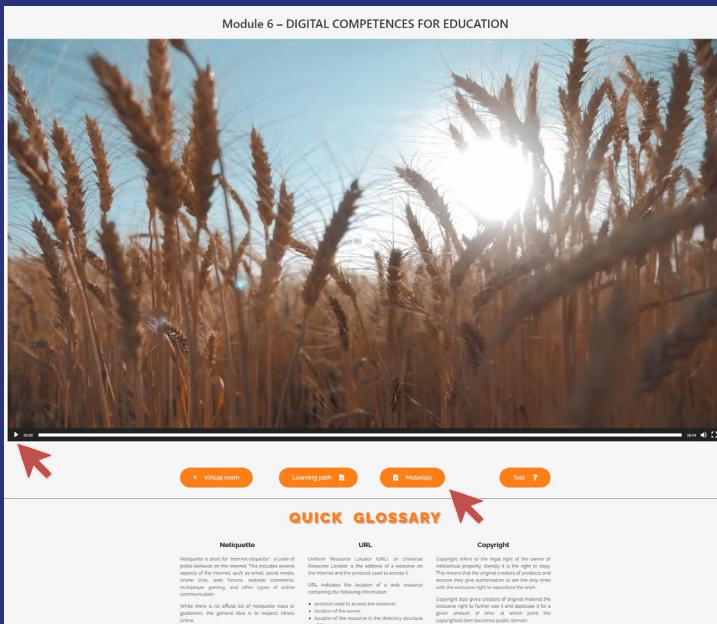 Module 6 – DIGITAL COMPETENCES FOR EDUCATION
00:00
29:54
Virtual room
Learning path
Materials
Test ?
QUICK GLOSSARY
Netiquette
Netiquette is short for "Internet etiquette", a code of
polite behavior on the Internet. This includes several
aspects of the Internet, such as email, social media,
online chat, web forums, website comments,
multiplayer gaming, and other types of online
communication.
While there is no official list of netiquette rules or
guidelines, the general idea is to respect others
online.
URL
Uniform Resource Locator (URL), or Universal
Resource Locator is the address of a resource on
the Internet and the protocol used to access it.
URL indicates the location of a web resource
containing the following information:
• protocol used to access the resource;
• location of the server;
• location of the resource in the directory structure
Copyright
Copyright refers to the legal right of the owner of
intellectual property, literally it is the right to copy.
This means that the original creators of products and
anyone they give authorization to are the only ones
with the exclusive right to reproduce the work.
Copyright also gives creators of original material the
exclusive right to further use it and duplicate it for a
given amount of time, at which point the
copyrighted item becomes public domain.